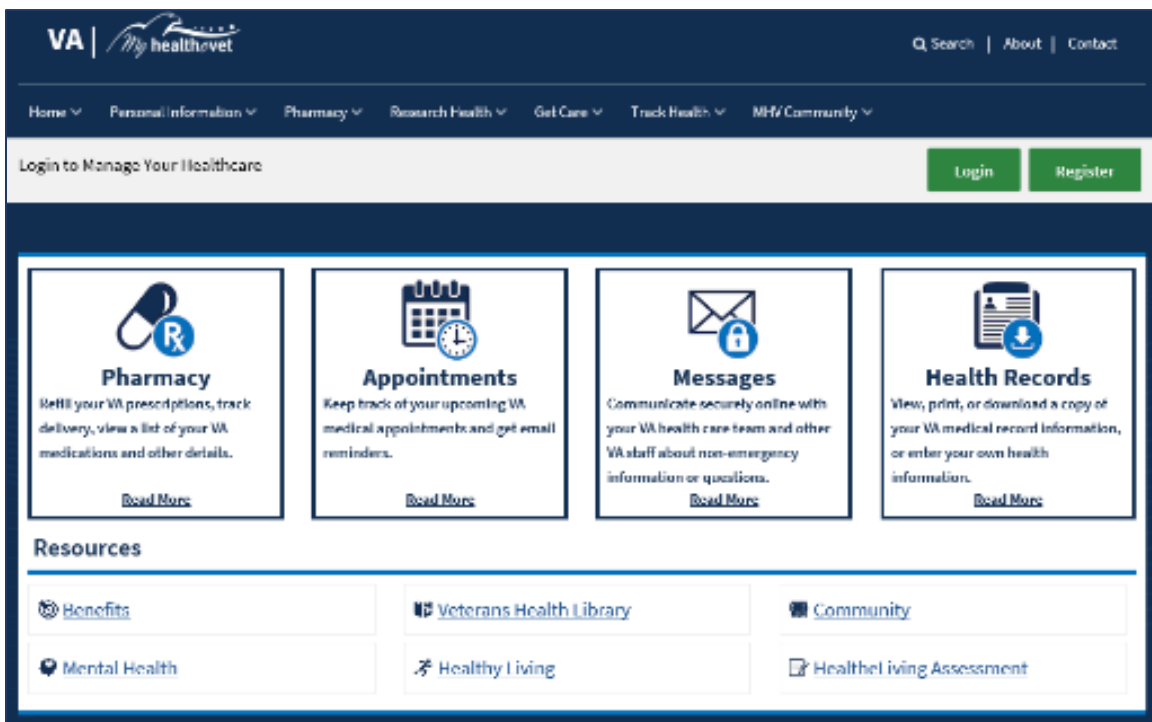 VA | My healthevet
Search | About | Contact
Home Personal Information Pharmacy Research Health Get Care Track Health MHV Community
Login to Manage Your Healthcare
Login Register
Pharmacy
Refill your VA prescriptions, track
delivery, view a list of your VA
medications and other details.
Read More
Appointments
Keep track of your upcoming VA
medical appointments and get email
reminders.
Read More
Messages
Communicate securely online with
your VA health care team and other
VA staff about non-emergency
information or questions.
Read More
Health Records
View, print, or download a copy of
your VA medical record information,
or enter your own health
information.
Read More
Resources
Benefits
Veterans Health Library
Community
Mental Health
Healthy Living
HealtheLiving Assessment